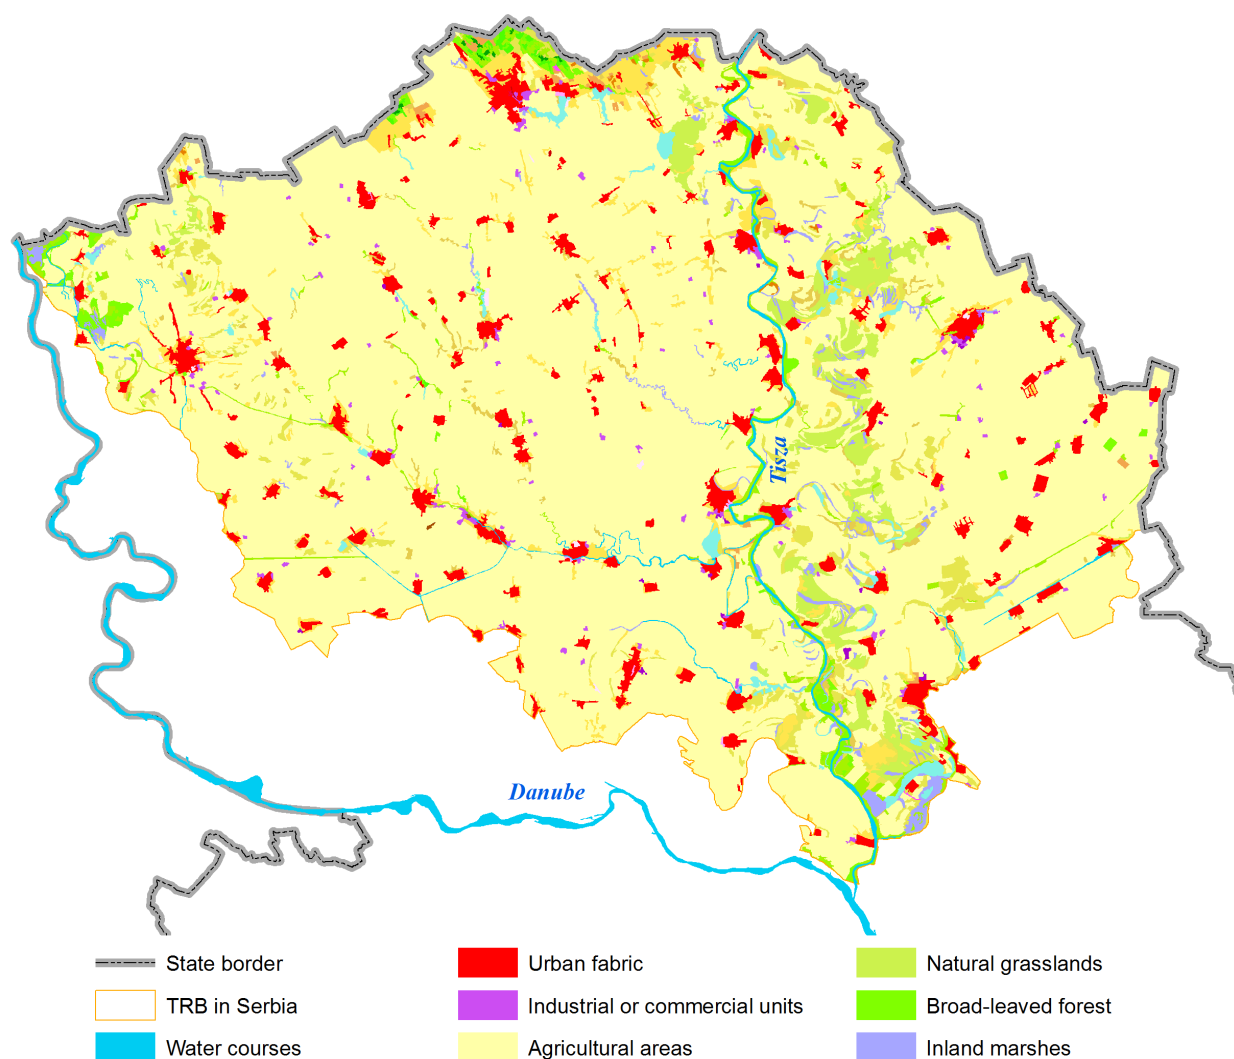 Tisza
Danube
State border
Urban fabric
Natural grasslands
TRB in Serbia
Industrial or commercial units
Broad-leaved forest
Water courses
Agricultural areas
Inland marshes